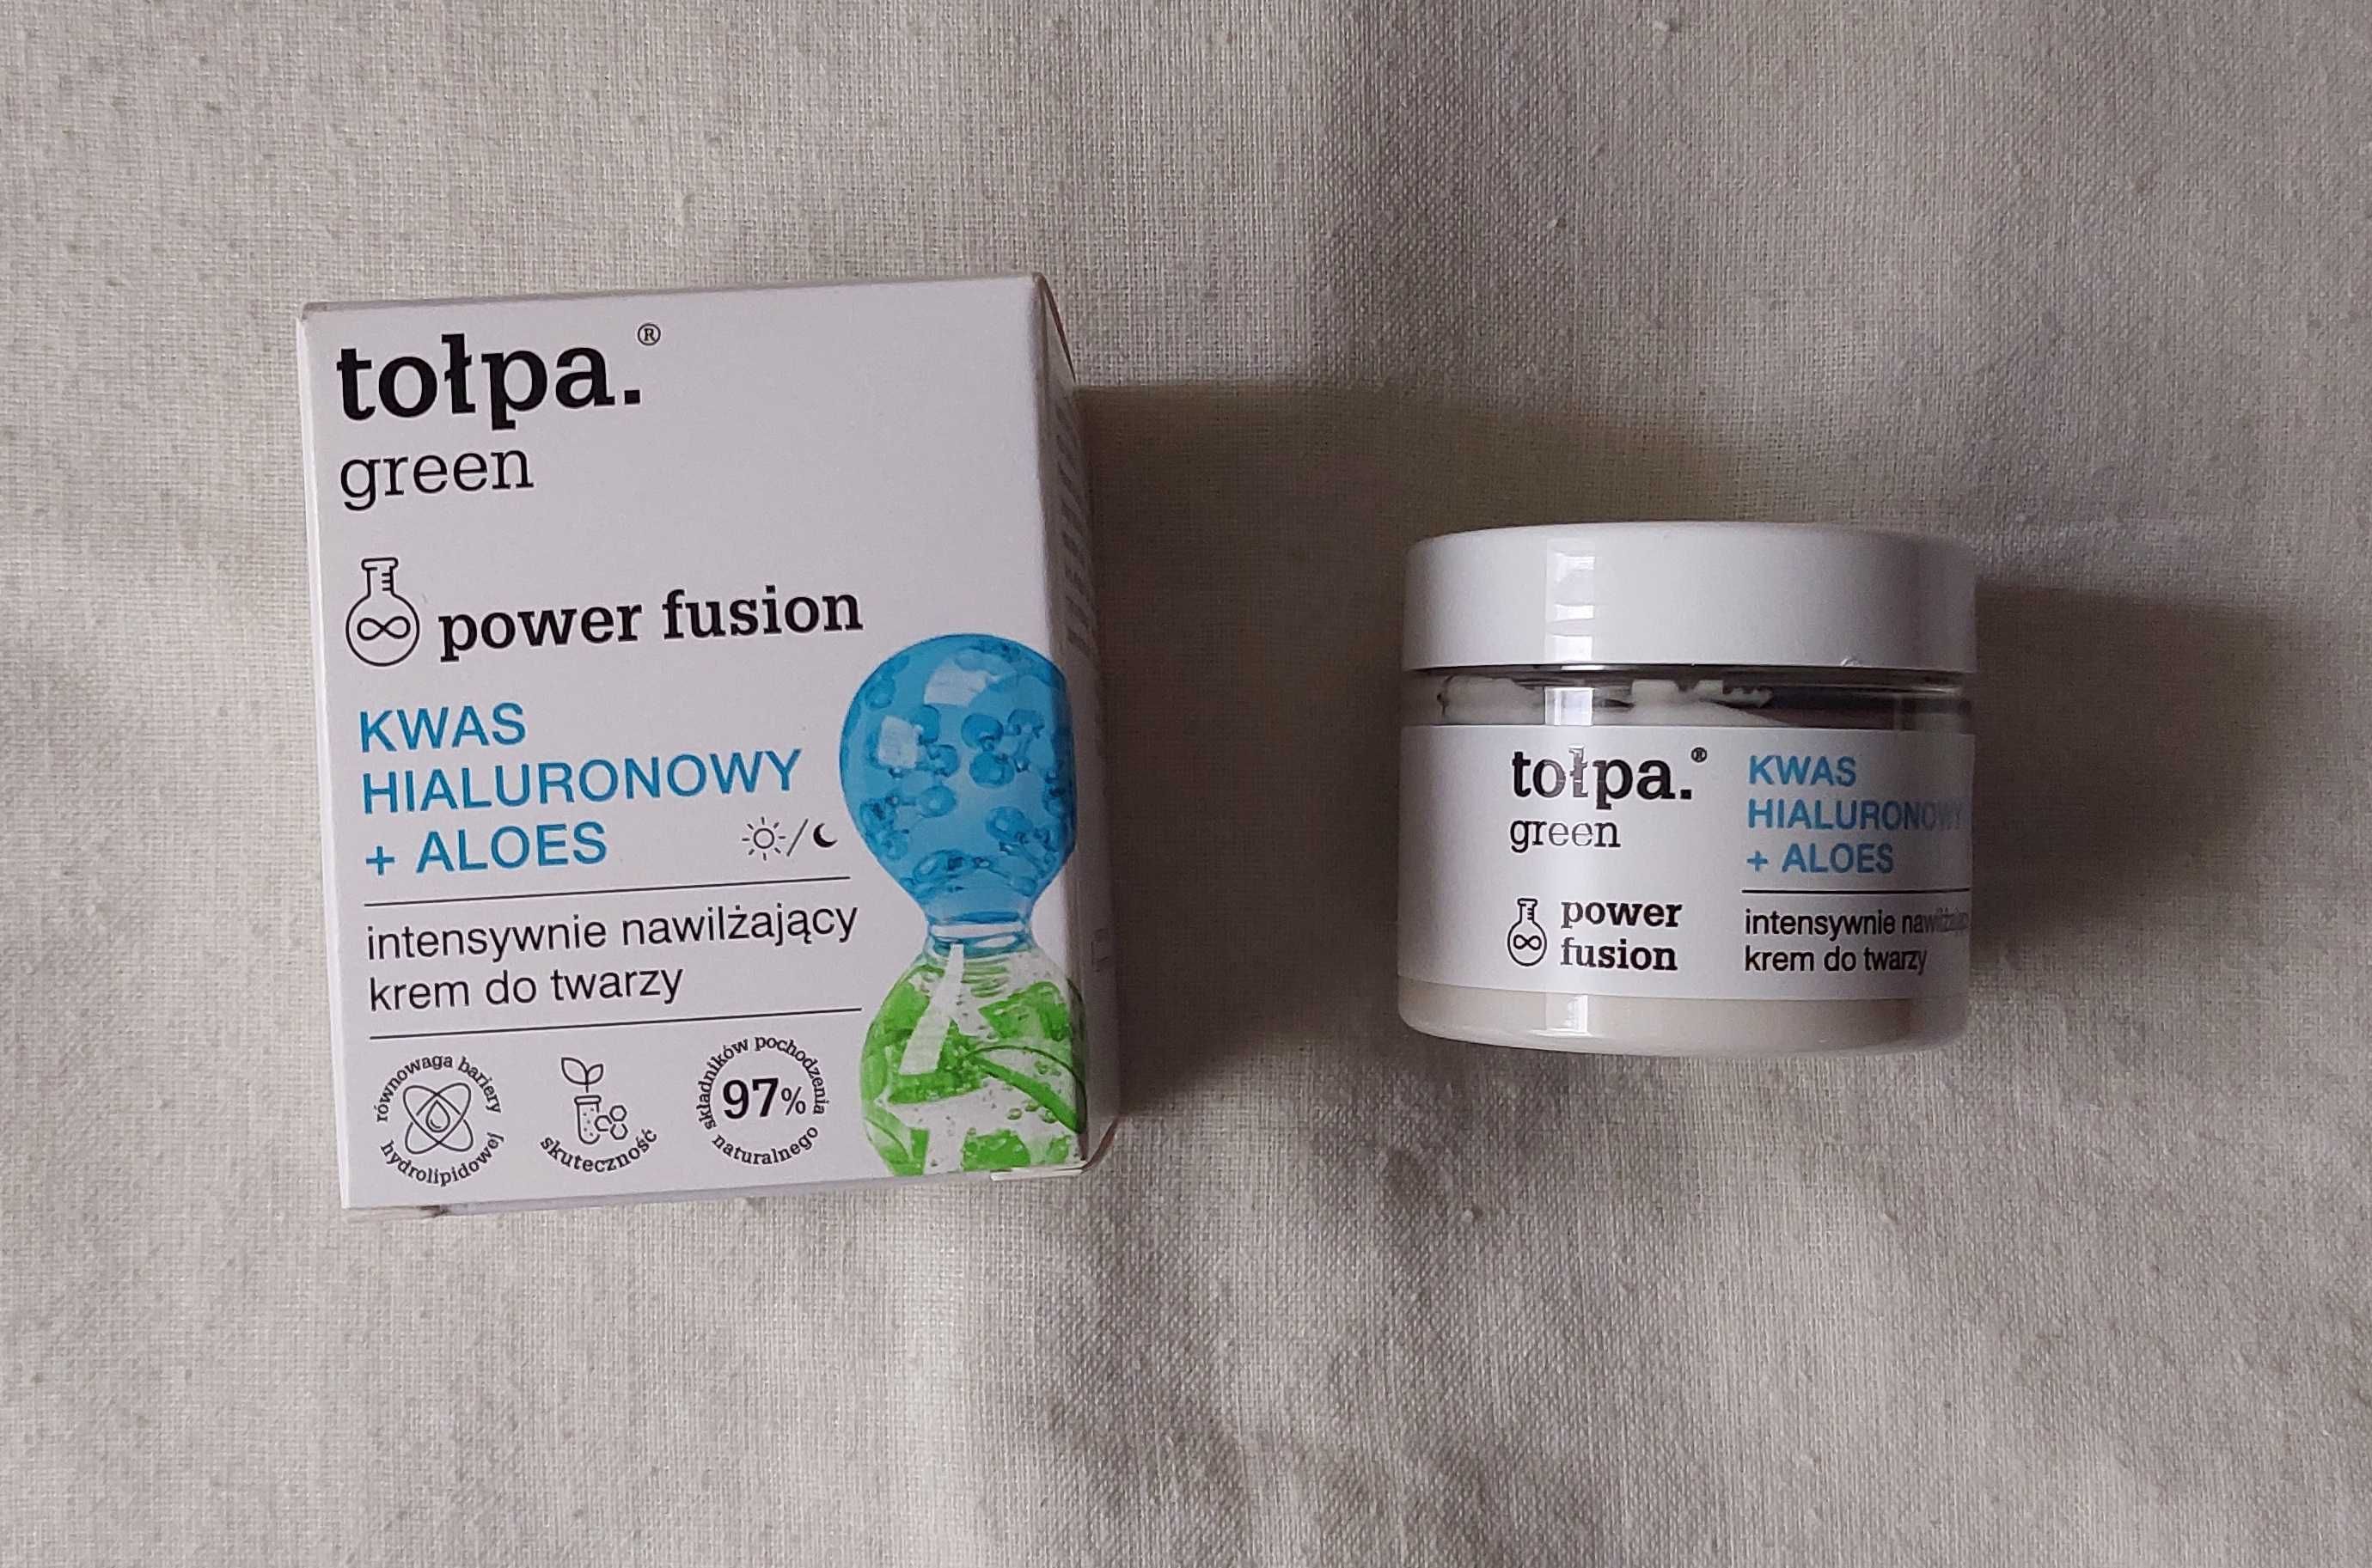 tołpa.®
green
power fusion
KWAS
HIALURONOWY
+ ALOES
intensywnie nawilżający
krem do twarzy
równowaga bariery
hydrolipidowej
skuteczność
97%
składników pochodzenia
naturalnego
tołpa.®
green
power
fusion
KWAS
HIALURONOWY
+ ALOES
intensywnie nawilżający
krem do twarzy